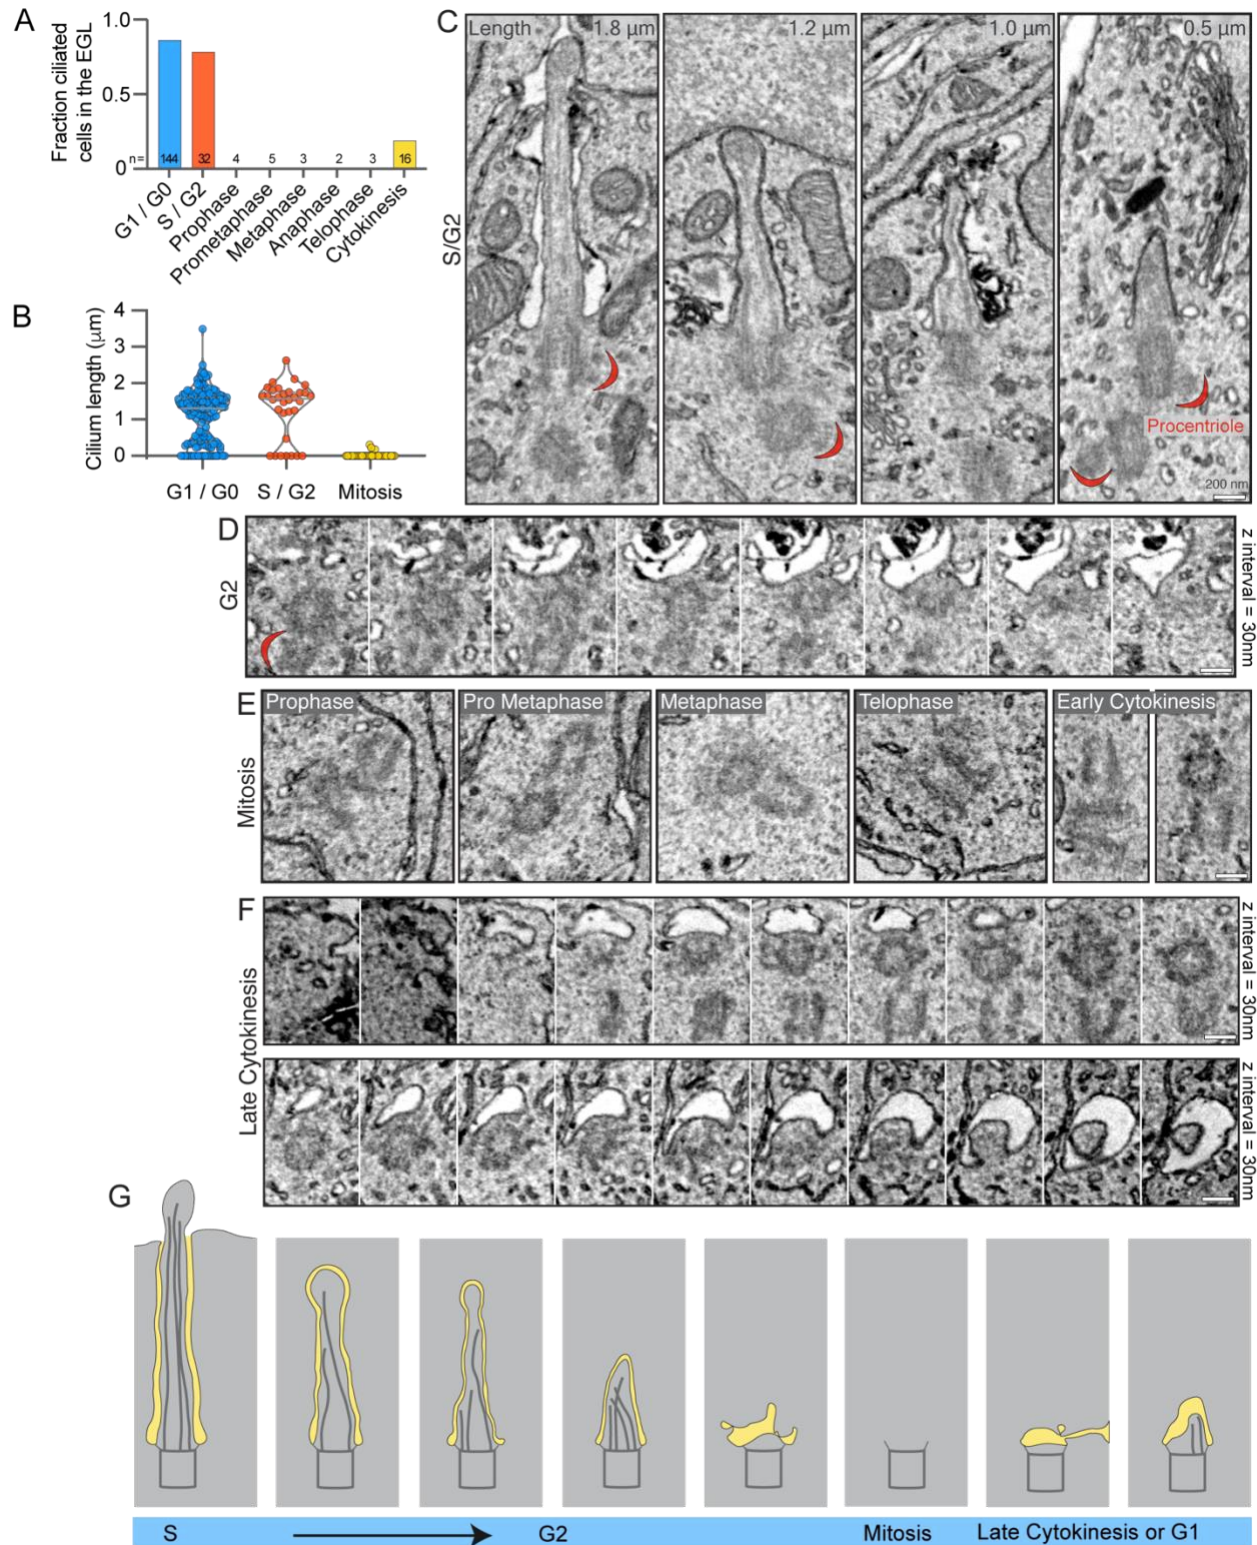 A
Fraction ciliated
cells in the EGL
1.0
0.5
0
n=
144
32
4
5
3
2
3
16
G1 / G0
S / G2
Prophase
Prometaphase
Metaphase
Anaphase
Telophase
Cytokinesis
B
Cilium length (μm)
4
3
2
1
0
G1 / G0
S / G2
Mitosis
C
S/G2
Length
1.8 μm
1.2 μm
1.0 μm
0.5 μm
Procentriole
200 nm
D
G2
z interval = 30nm
E
Mitosis
Prophase
Pro Metaphase
Metaphase
Telophase
Early Cytokinesis
F
Late Cytokinesis
z interval = 30nm
z interval = 30nm
G
S
G2
Mitosis
Late Cytokinesis or G1